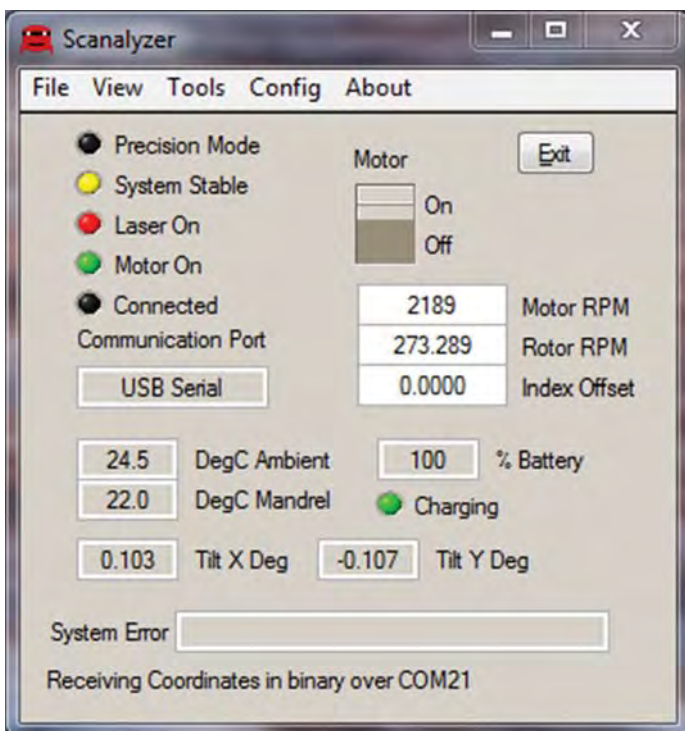 Scanalyzer
File View Tools Config About
Precision Mode
System Stable
Laser On
Motor On
Connected
Communication Port
USB Serial
Motor
On
Off
Exit
2189 Motor RPM
273.289 Rotor RPM
0.0000 Index Offset
24.5 DegC Ambient 100 % Battery
22.0 DegC Mandrel Charging
0.103 Tilt X Deg -0.107 Tilt Y Deg
System Error
Receiving Coordinates in binary over COM21